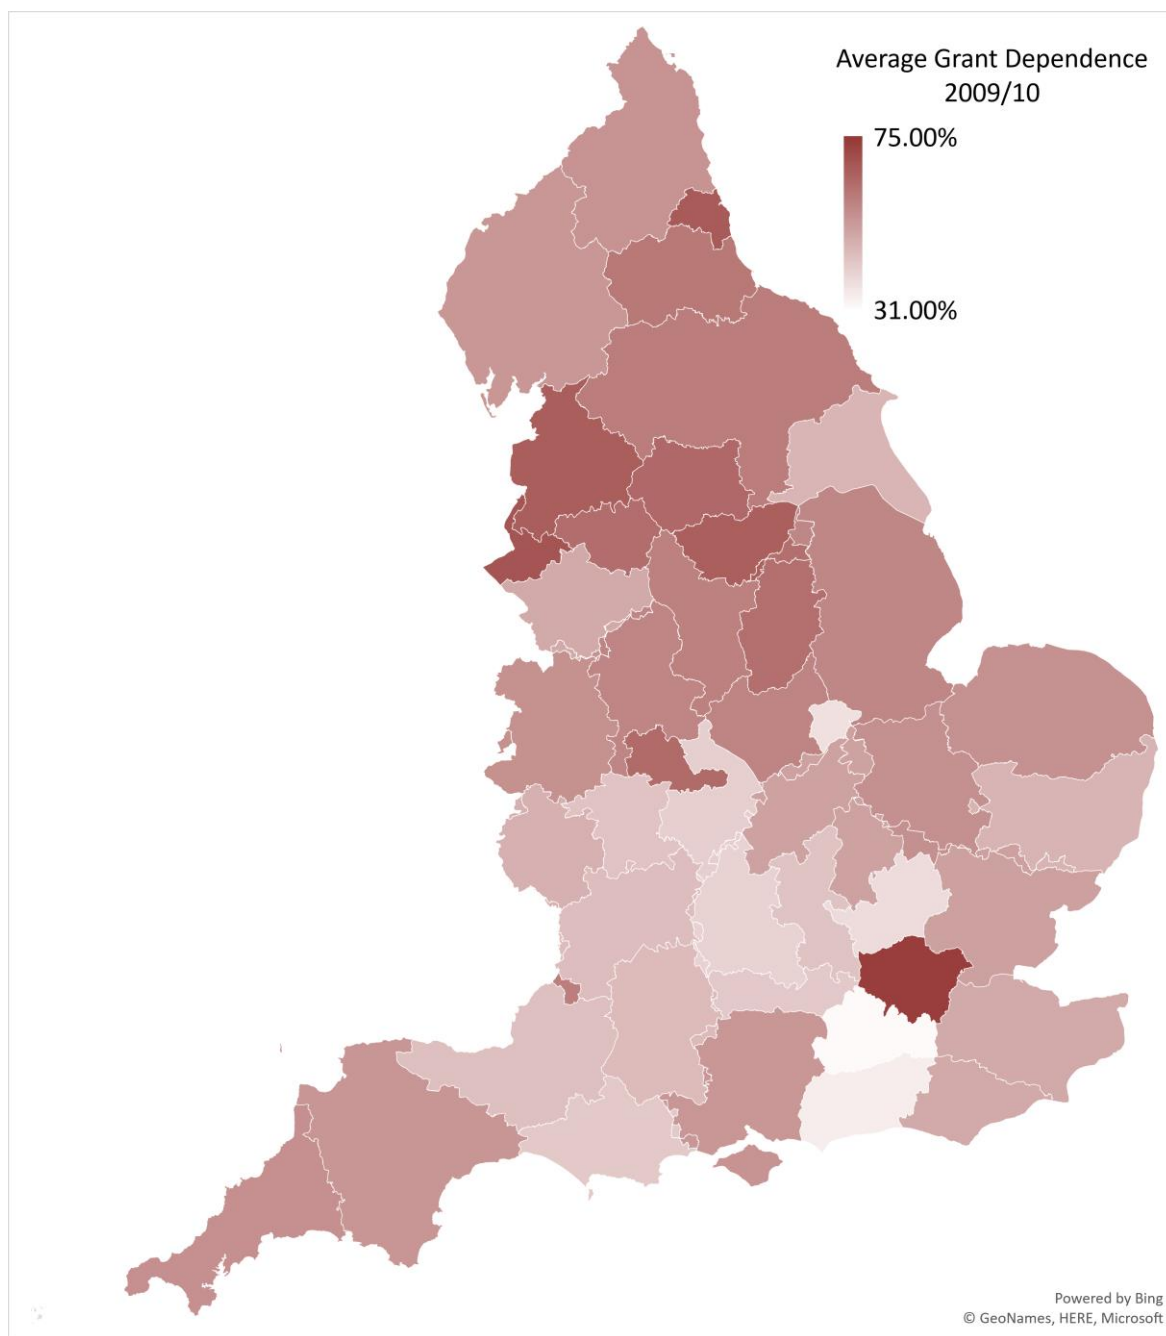 Average Grant Dependence
2009/10
75.00%
31.00%
Powered by Bing
© GeoNames, HERE, Microsoft